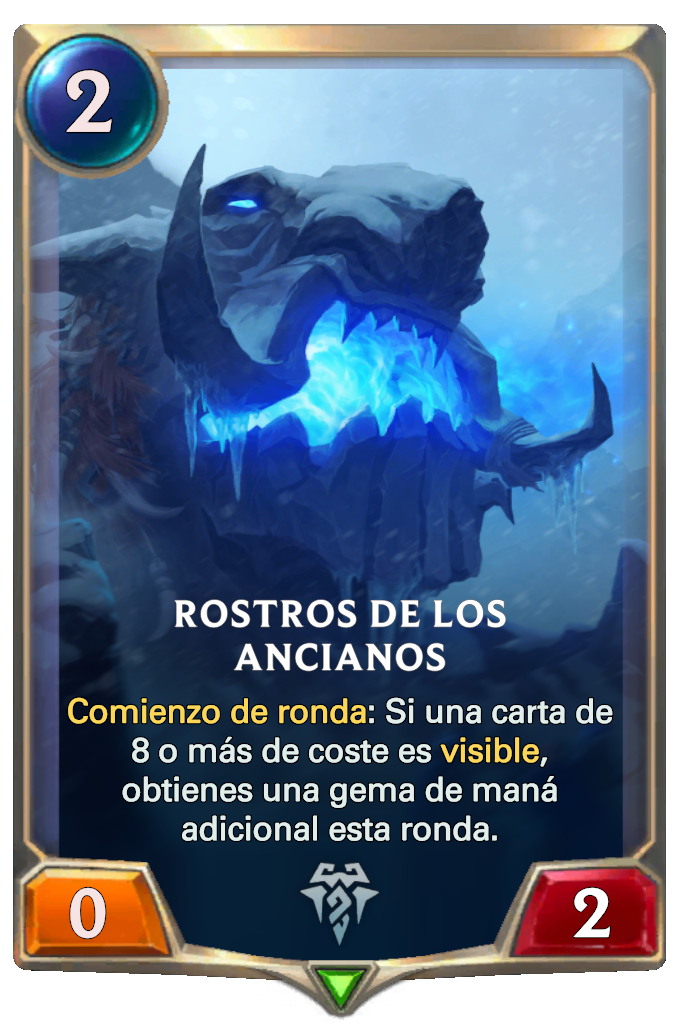 2
ROSTROS DE LOS
ANCIANOS
Comienzo de ronda: Si una carta de
8 o más de coste es visible,
obtienes una gema de maná
adicional esta ronda.
0
2